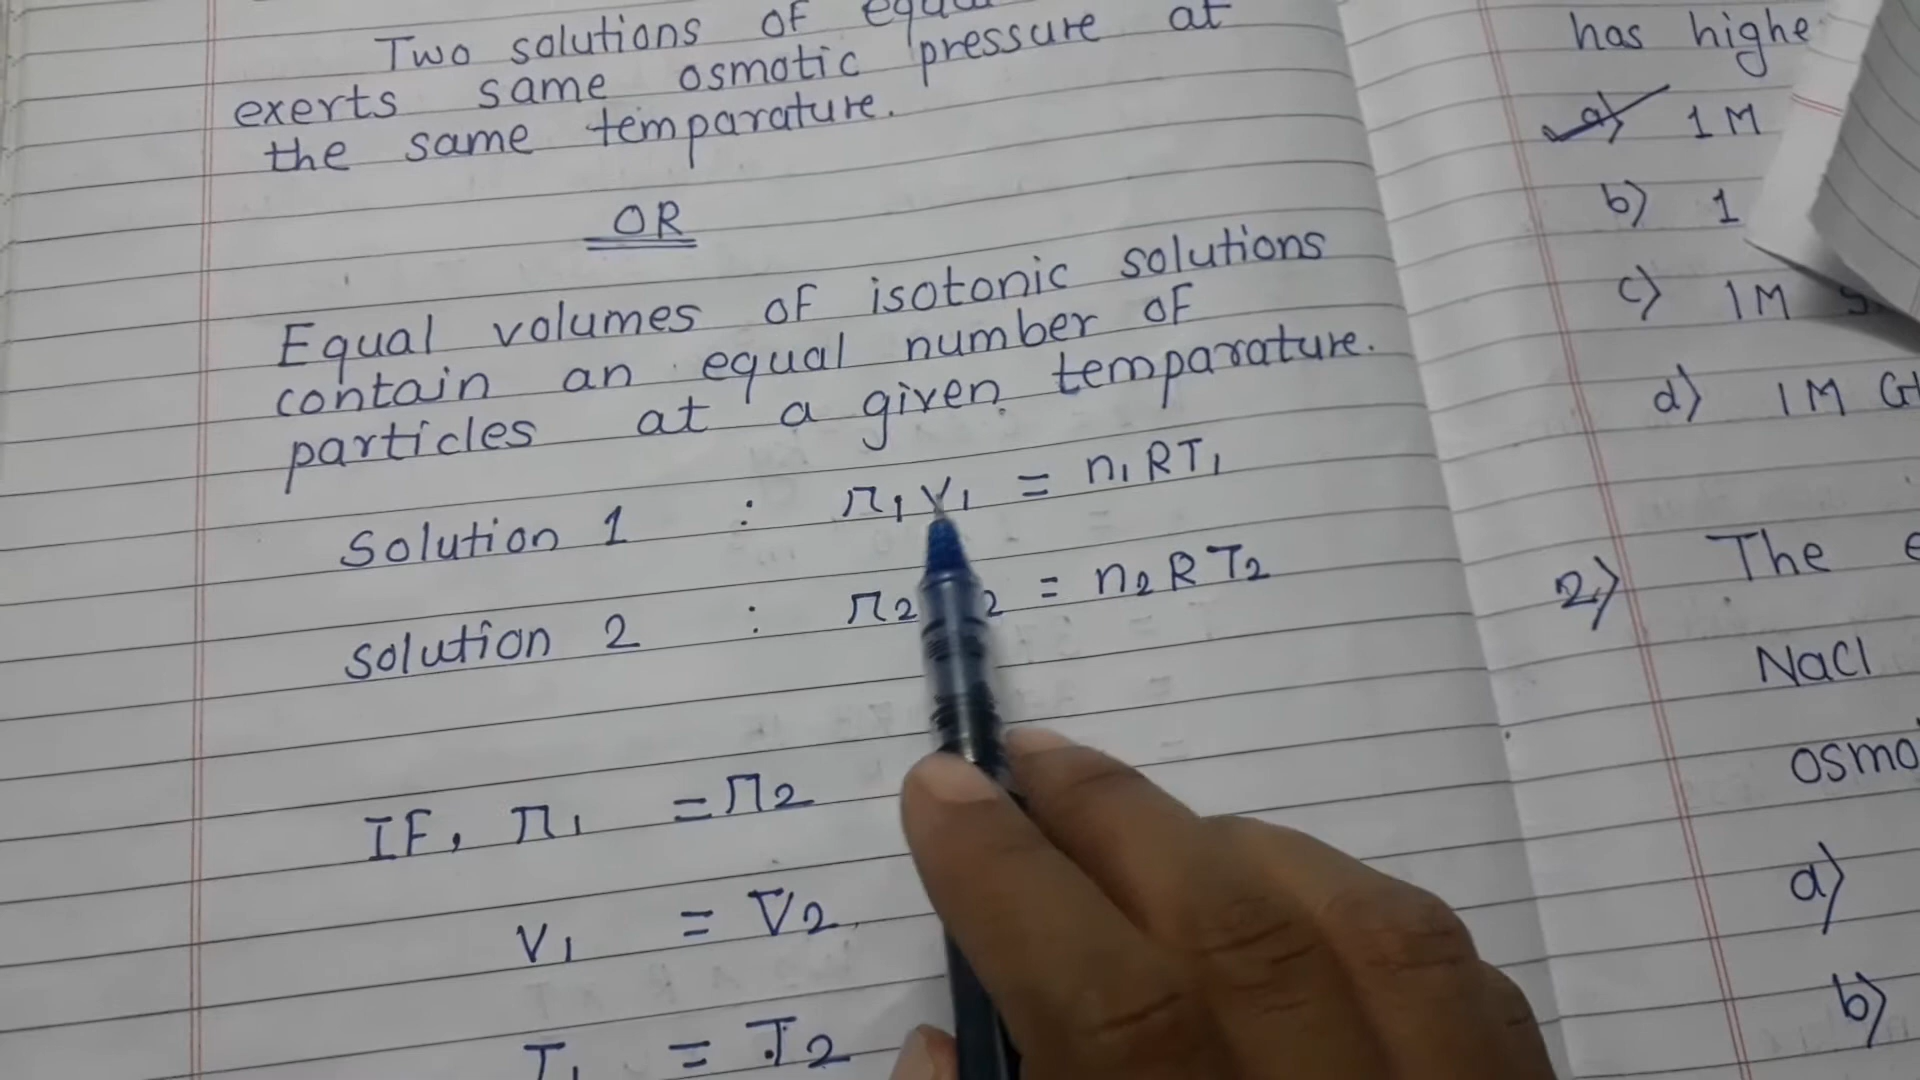 Two solutions OF
exerts same osmotic pressure at
the same temparature.
OR
Equal volumes OF isotonic solutions
contain an equal number OF
particles at a given temparature.
Solution 1 : π₁V₁ = n₁RT₁
Solution 2 : π₂ ₂ = n₂RT₂
IF, π₁ = π₂
V₁ = V₂
T₁ = T₂
has highe
a) 1M
b) 1
c) 1M
d) 1M
2) The
NaCl
osmo
a)
b)